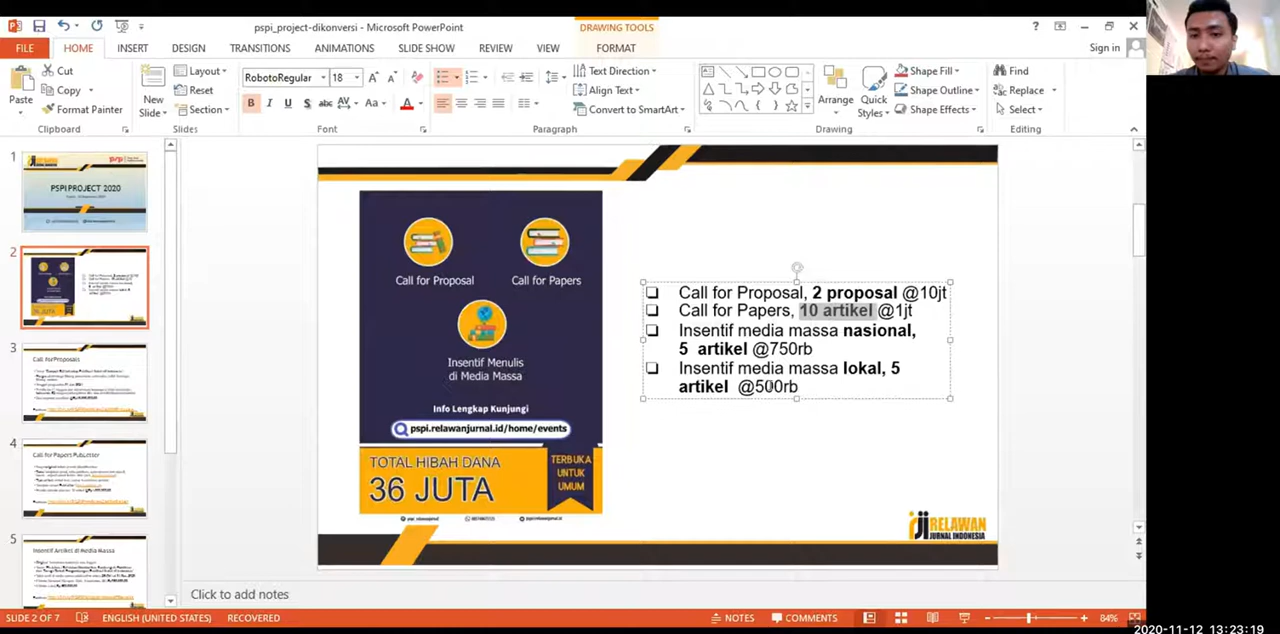 pspi_project-dikonversi - Microsoft PowerPoint
DRAWING TOOLS
FILE HOME INSERT DESIGN TRANSITIONS ANIMATIONS SLIDE SHOW REVIEW VIEW FORMAT
Sign in
Paste
Cut
Copy
Format Painter
Clipboard
New
Slide
Layout
Reset
Section
Slides
RobotoRegular 18
Font
Text Direction
Align Text
Convert to SmartArt
Paragraph
Arrange
Quick
Styles
Shape Fill
Shape Outline
Shape Effects
Drawing
Find
Replace
Select
Editing
1
PSPI PROJECT 2020
2
3
Call for Proposals
4
Call for Papers PubLetter
5
Insentif Artikel di Media Massa
Call for Proposal
Call for Papers
Insentif Menulis
di Media Massa
Info Lengkap Kunjungi
pspi.relawanjurnal.id/home/events
TOTAL HIBAH DANA
36 JUTA
TERBUKA
UNTUK
UMUM
Call for Proposal, 2 proposal @10jt
Call for Papers, 10 artikel @1jt
Insentif media massa nasional,
5 artikel @750rb
Insentif media massa lokal, 5
artikel @500rb
RELAWAN
JURNAL INDONESIA
Click to add notes
SLIDE 2 OF 7 ENGLISH (UNITED STATES) RECOVERED NOTES COMMENTS 84%
2020-11-12 13:23:19